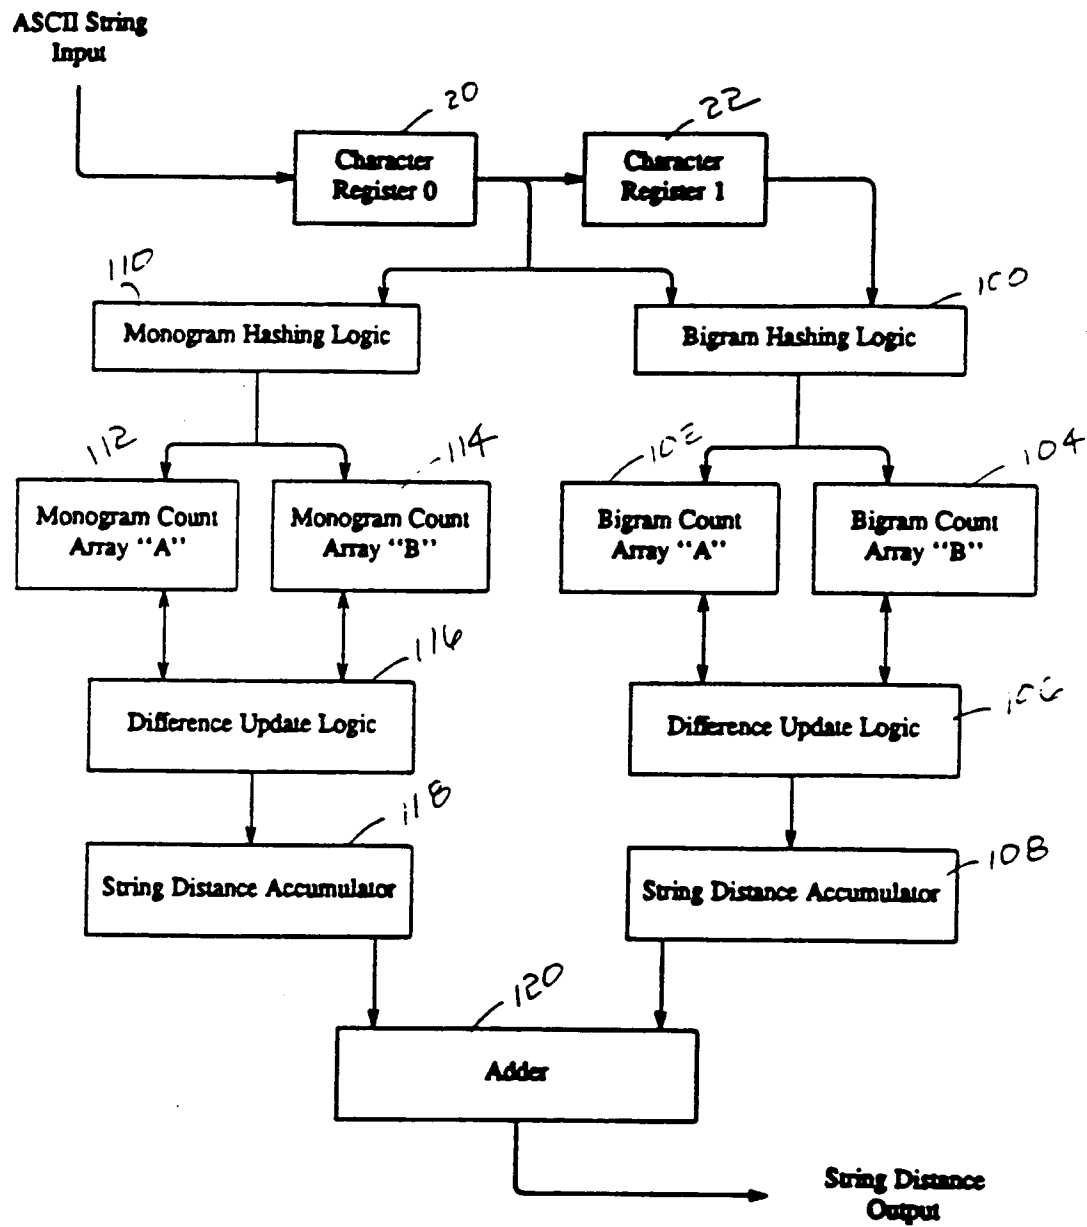 ASCII String
Input
20
22
Character
Register 0
Character
Register 1
110
100
Monogram Hashing Logic
Bigram Hashing Logic
112
114
102
104
Monogram Count
Array "A"
Monogram Count
Array "B"
Bigram Count
Array "A"
Bigram Count
Array "B"
116
106
Difference Update Logic
Difference Update Logic
118
108
String Distance Accumulator
String Distance Accumulator
120
Adder
String Distance
Output